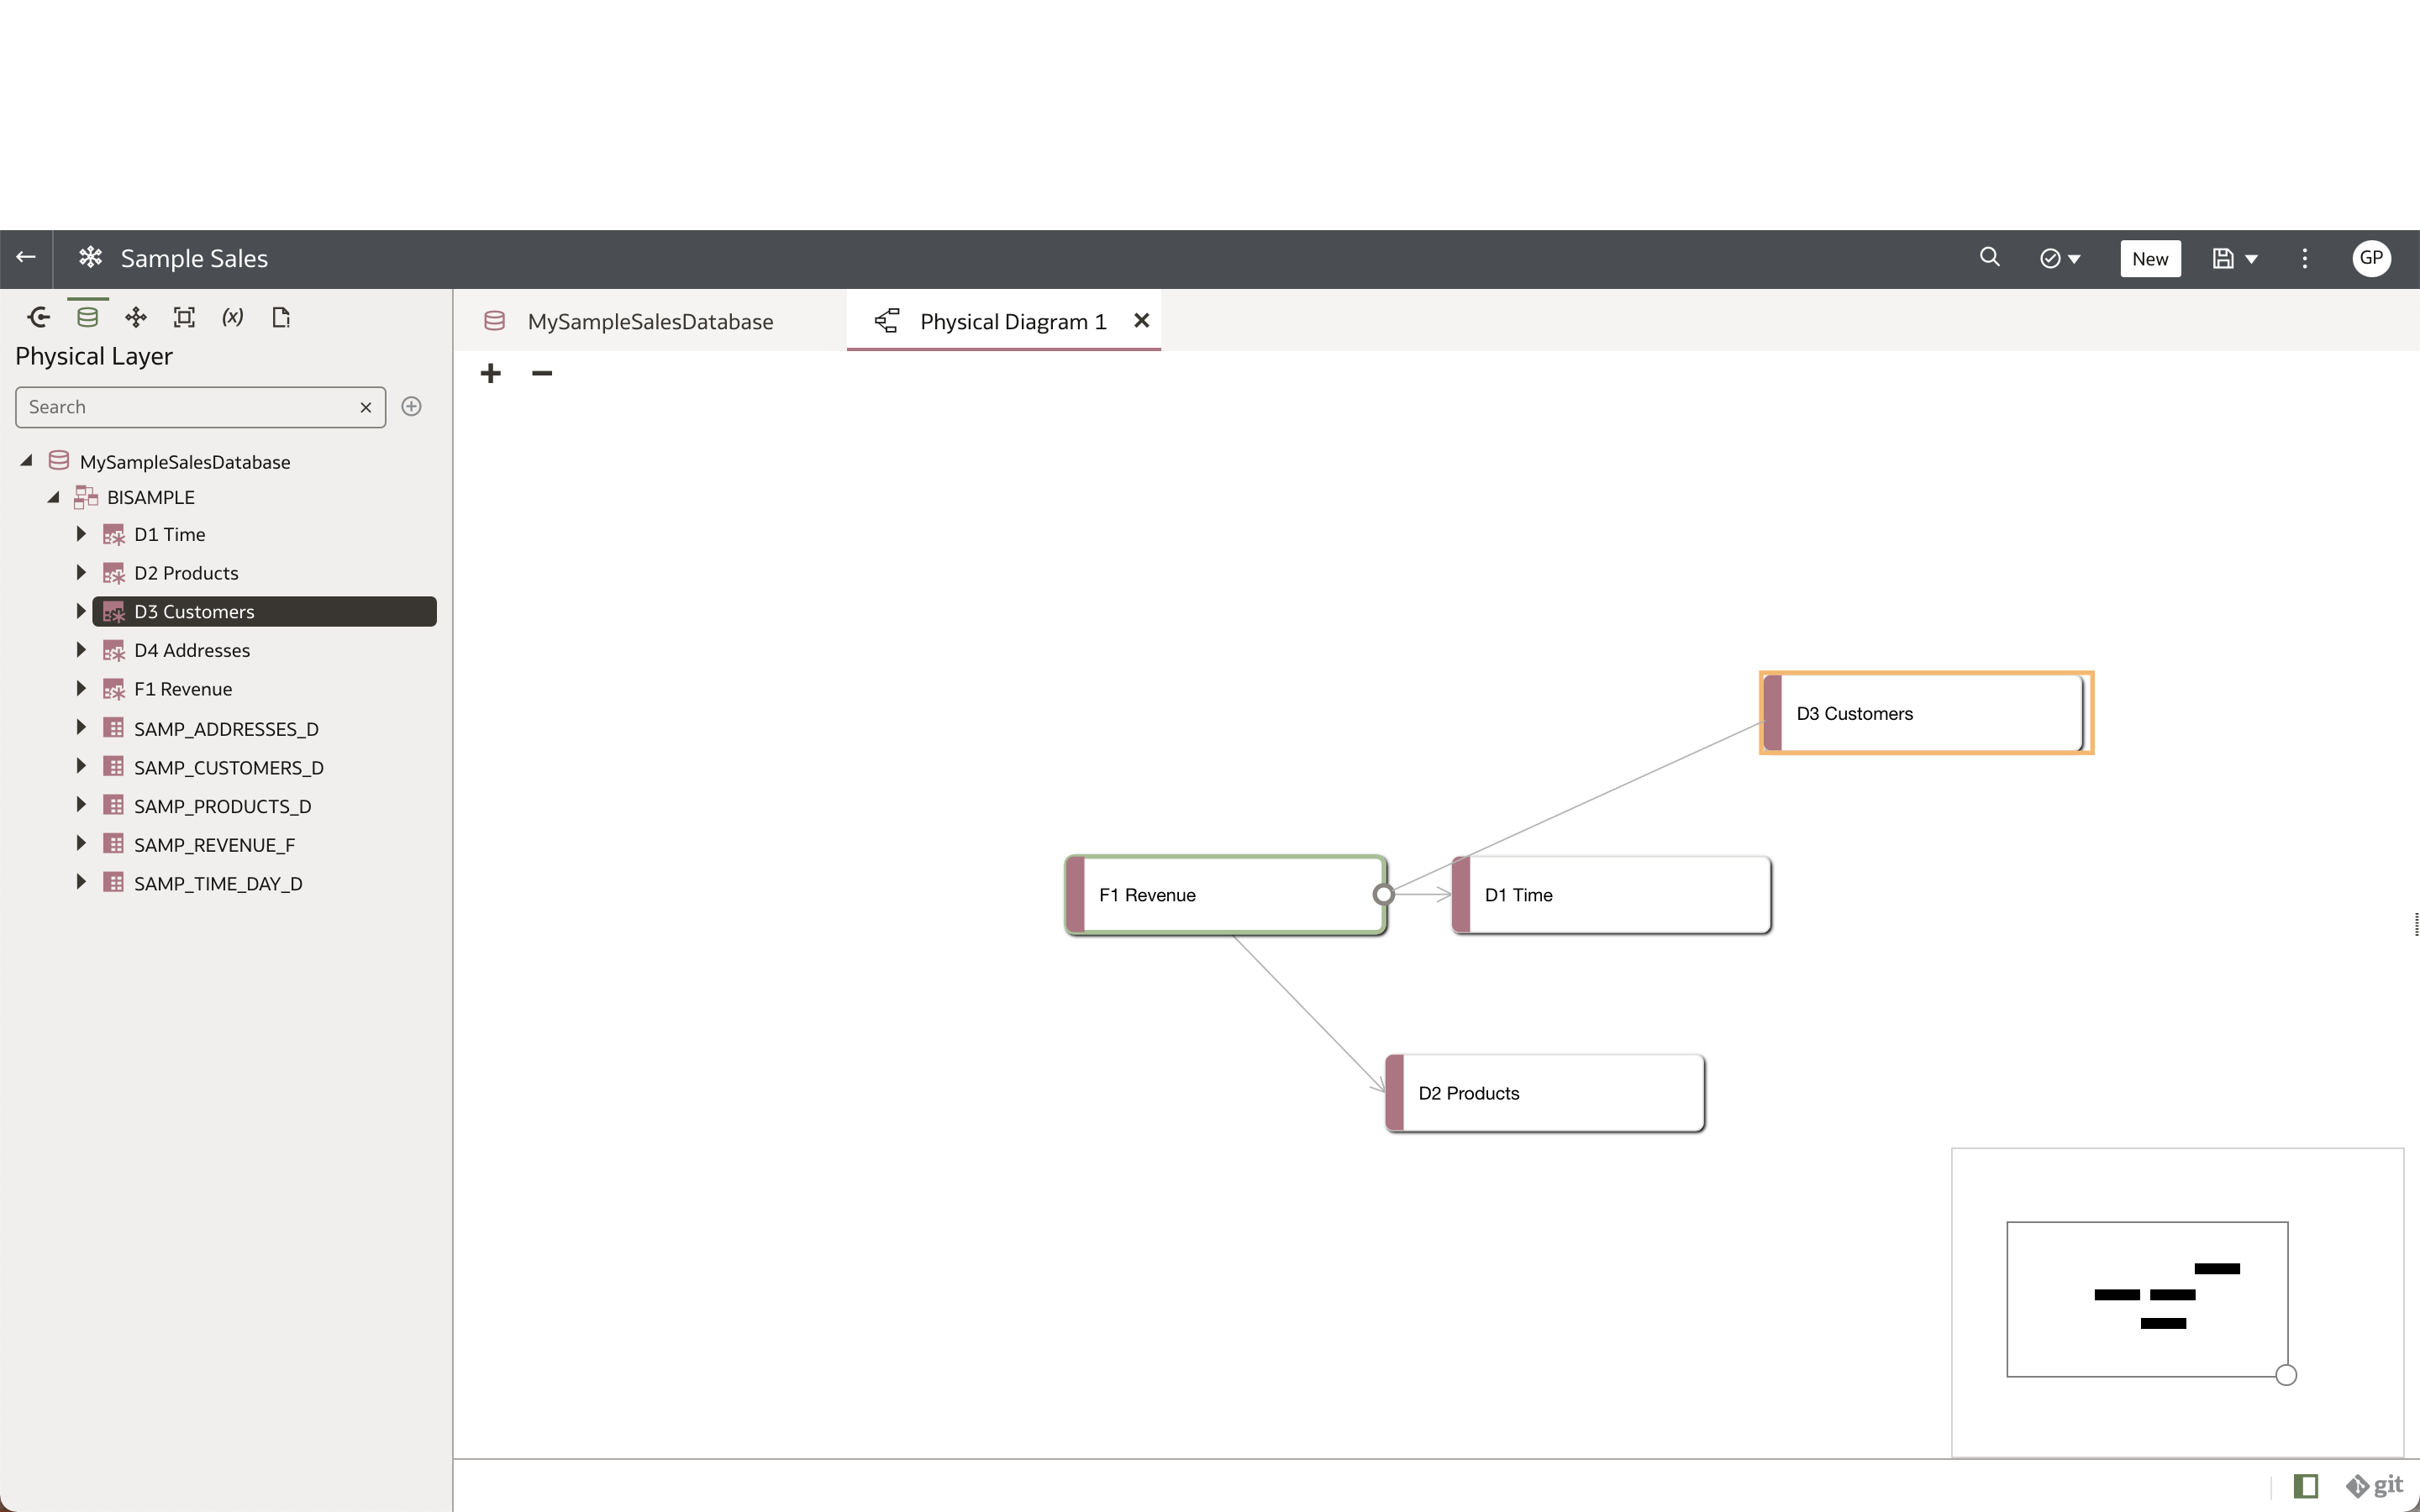 Sample Sales
New
GP
Physical Layer
Search
MySampleSalesDatabase
BISAMPLE
D1 Time
D2 Products
D3 Customers
D4 Addresses
F1 Revenue
SAMP_ADDRESSES_D
SAMP_CUSTOMERS_D
SAMP_PRODUCTS_D
SAMP_REVENUE_F
SAMP_TIME_DAY_D
MySampleSalesDatabase
Physical Diagram 1
D3 Customers
F1 Revenue
D1 Time
D2 Products
git